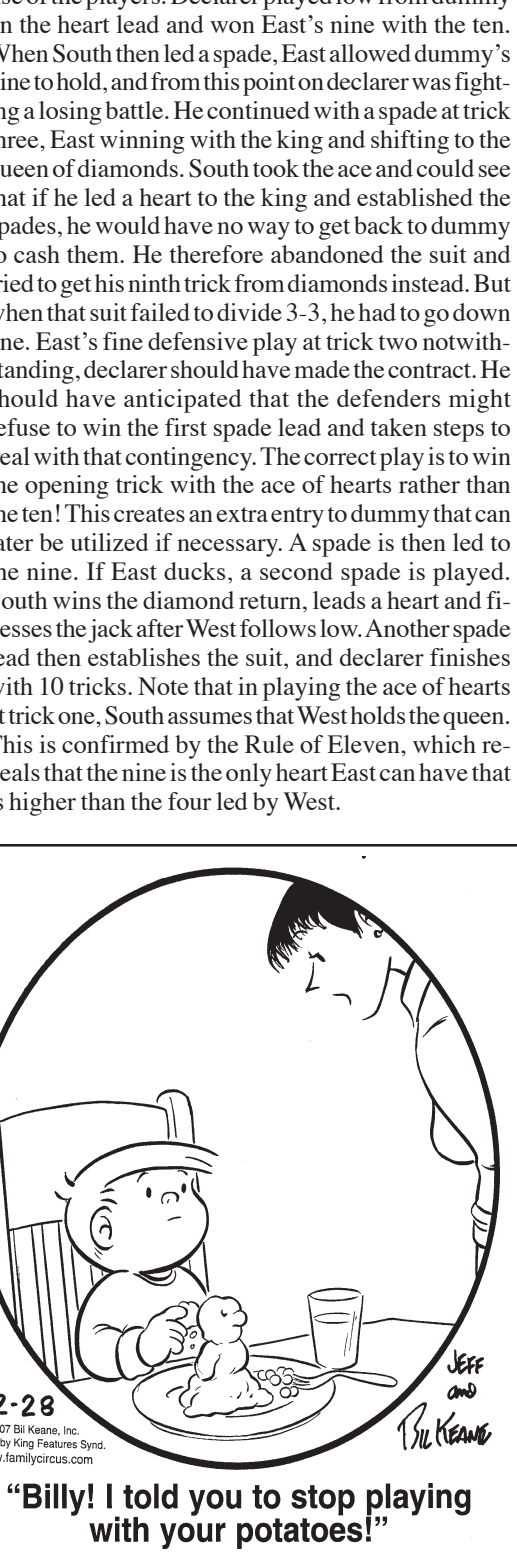 use of the players. Declarer played low from dummy
n the heart lead and won East's nine with the ten.
When South then led a spade, East allowed dummy's
ine to hold, and from this point on declarer was fight-
ng a losing battle. He continued with a spade at trick
hree, East winning with the king and shifting to the
ueen of diamonds. South took the ace and could see
hat if he led a heart to the king and established the
pades, he would have no way to get back to dummy
o cash them. He therefore abandoned the suit and
ried to get his ninth trick from diamonds instead. But
when that suit failed to divide 3-3, he had to go down
ne. East's fine defensive play at trick two notwith-
tanding, declarer should have made the contract. He
hould have anticipated that the defenders might
efuse to win the first spade lead and taken steps to
eal with that contingency. The correct play is to win
he opening trick with the ace of hearts rather than
he ten! This creates an extra entry to dummy that can
ater be utilized if necessary. A spade is then led to
he nine. If East ducks, a second spade is played.
outh wins the diamond return, leads a heart and fi-
esses the jack after West follows low. Another spade
ead then establishes the suit, and declarer finishes
with 10 tricks. Note that in playing the ace of hearts
t trick one, South assumes that West holds the queen.
This is confirmed by the Rule of Eleven, which re-
eals that the nine is the only heart East can have that
s higher than the four led by West.
2-28
07 Bil Keane, Inc.
by King Features Synd.
.familycircus.com
JEFF
and
BIL KEANE
“Billy! I told you to stop playing
with your potatoes!”